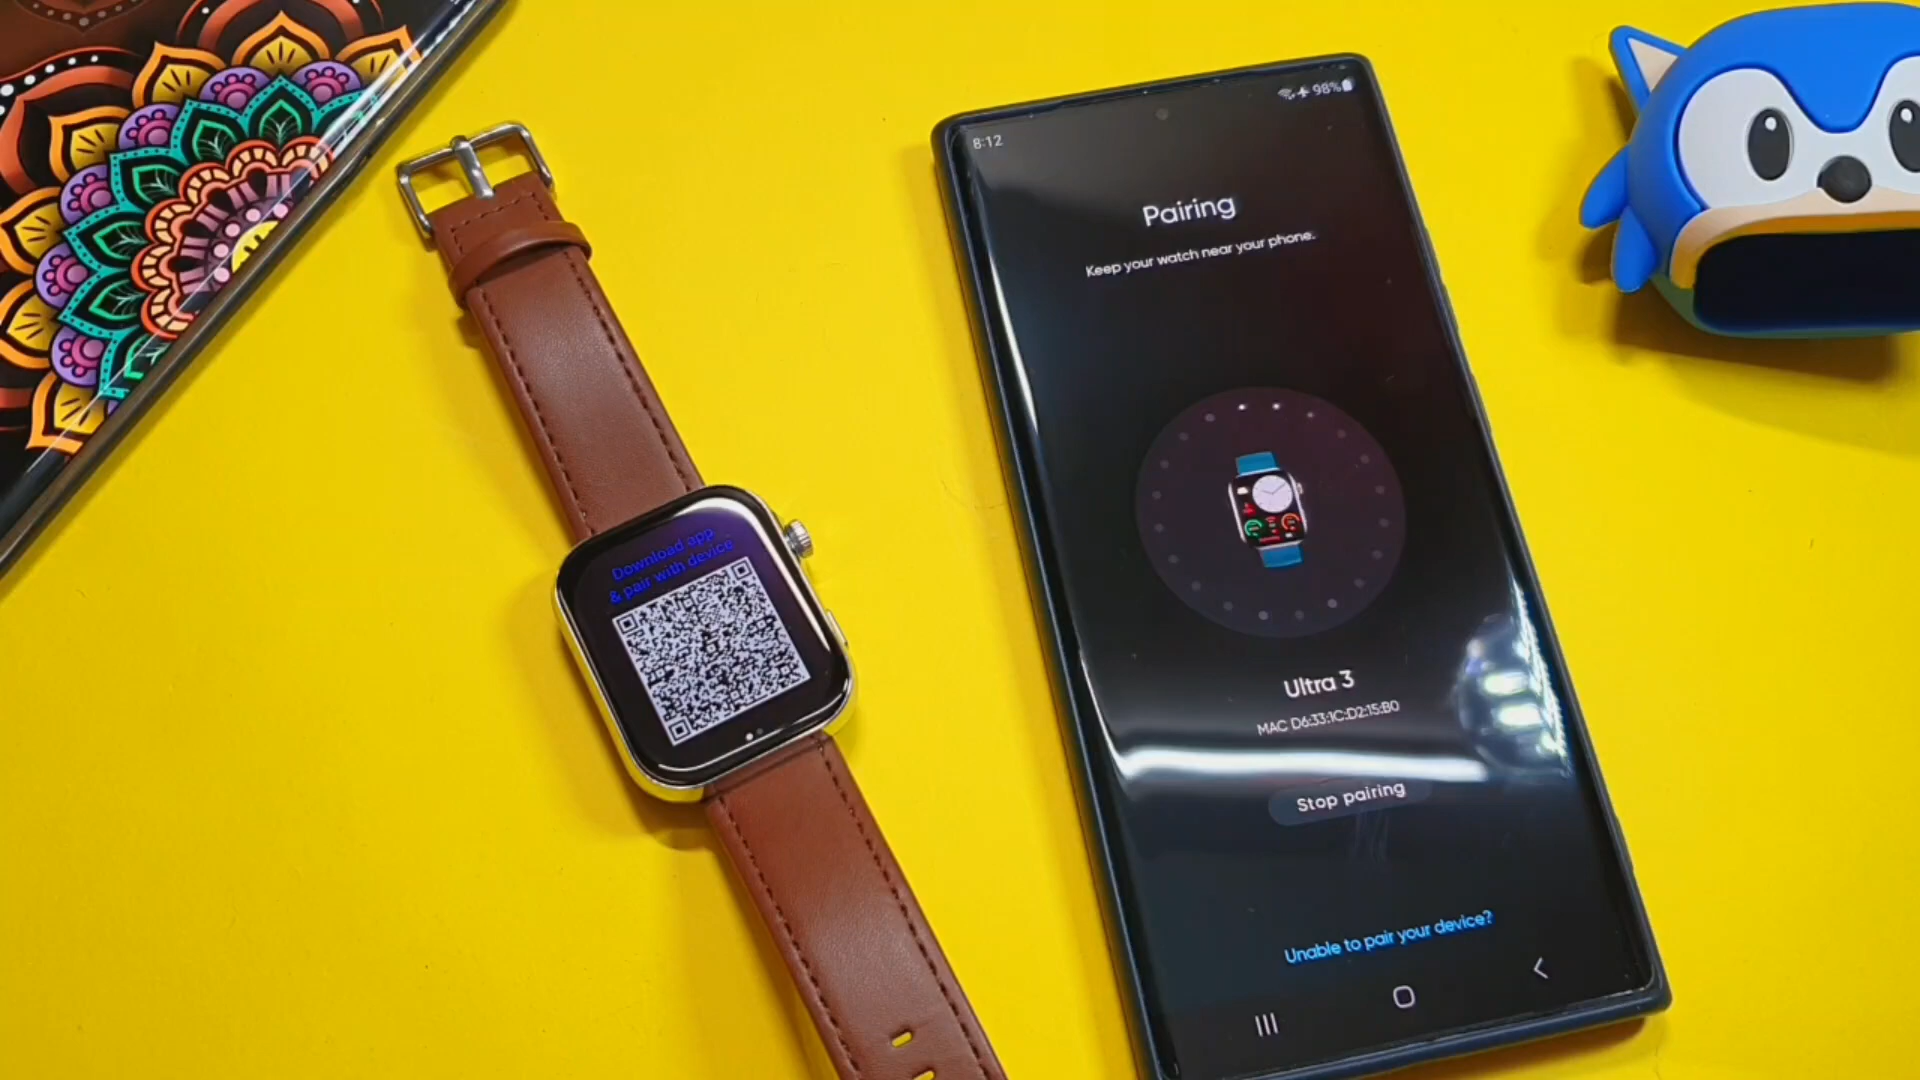 Download app
& pair with device
98%
8:12
Pairing
Keep your watch near your phone.
Ultra 3
MAC D6:33:1C:D2:15:B0
Stop pairing
Unable to pair your device?